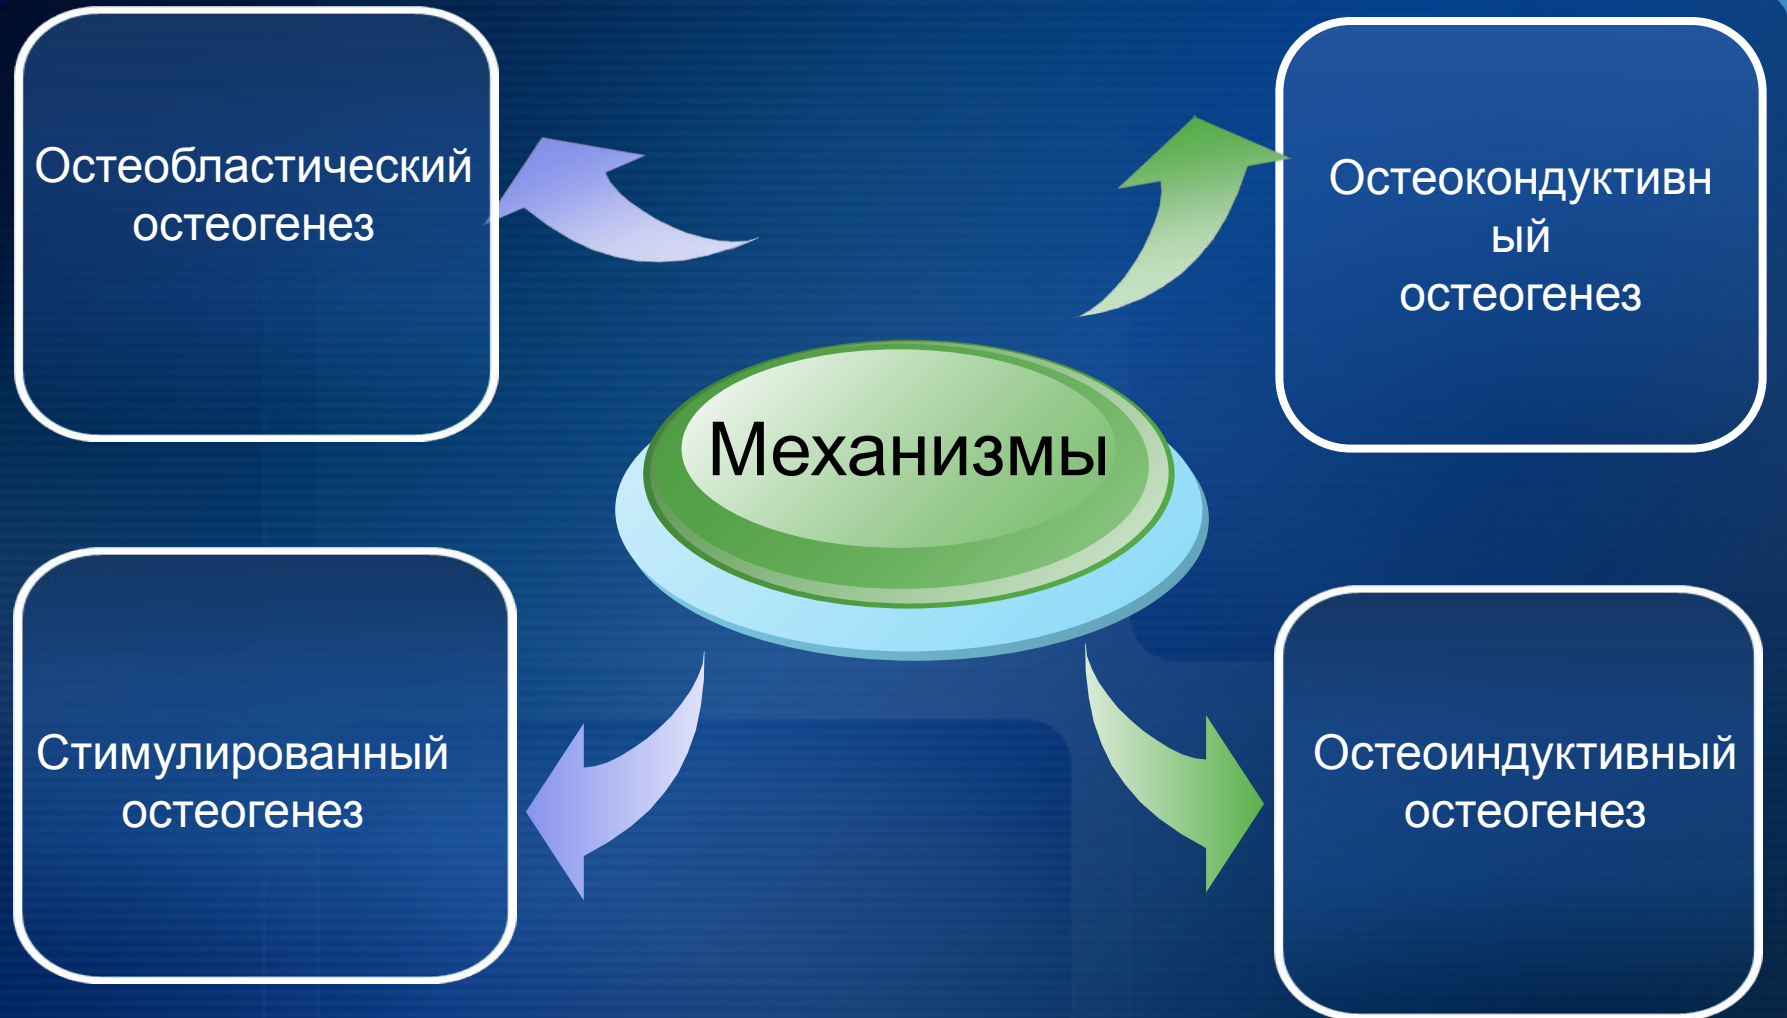 Остеобластический
остеогенез
Остеокондуктивн
ый
остеогенез
Механизмы
Стимулированный
остеогенез
Остеоиндуктивный
остеогенез